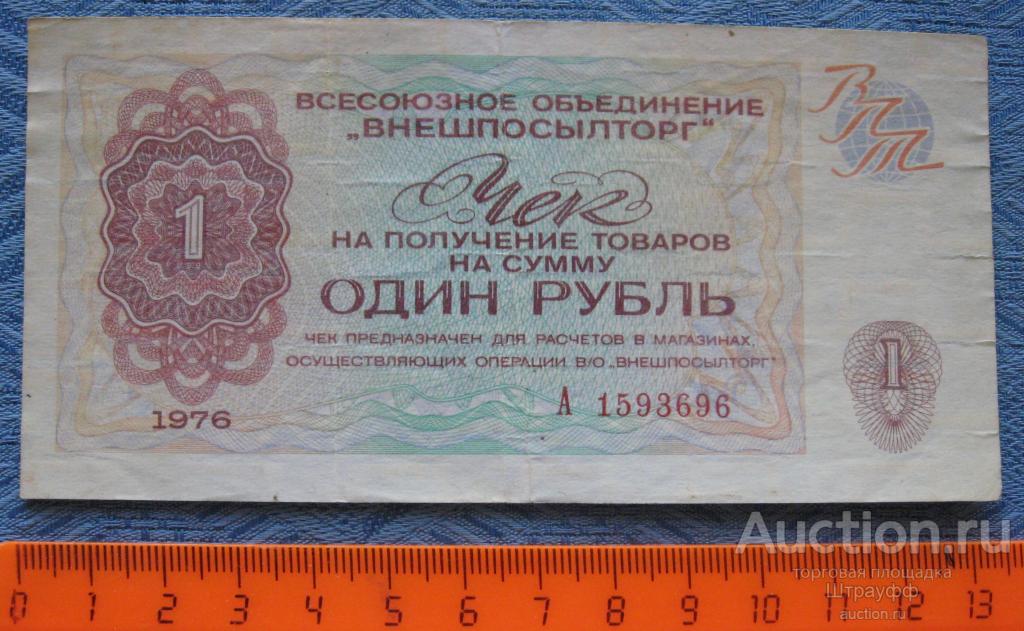 ВСЕСОЮЗНОЕ ОБЪЕДИНЕНИЕ
„ВНЕШПОСЫЛТОРГ"
ВПТ
1
Чек
НА ПОЛУЧЕНИЕ ТОВАРОВ
НА СУММУ
ОДИН РУБЛЬ
ЧЕК ПРЕДНАЗНАЧЕН ДЛЯ РАСЧЕТОВ В МАГАЗИНАХ,
ОСУЩЕСТВЛЯЮЩИХ ОПЕРАЦИИ В/О „ВНЕШПОСЫЛТОРГ"
1
1976
А 1593696
Auction.ru
торговая площадка
Штрауфф
auction.ru
0 1 2 3 4 5 6 7 8 9 10 11 12 13